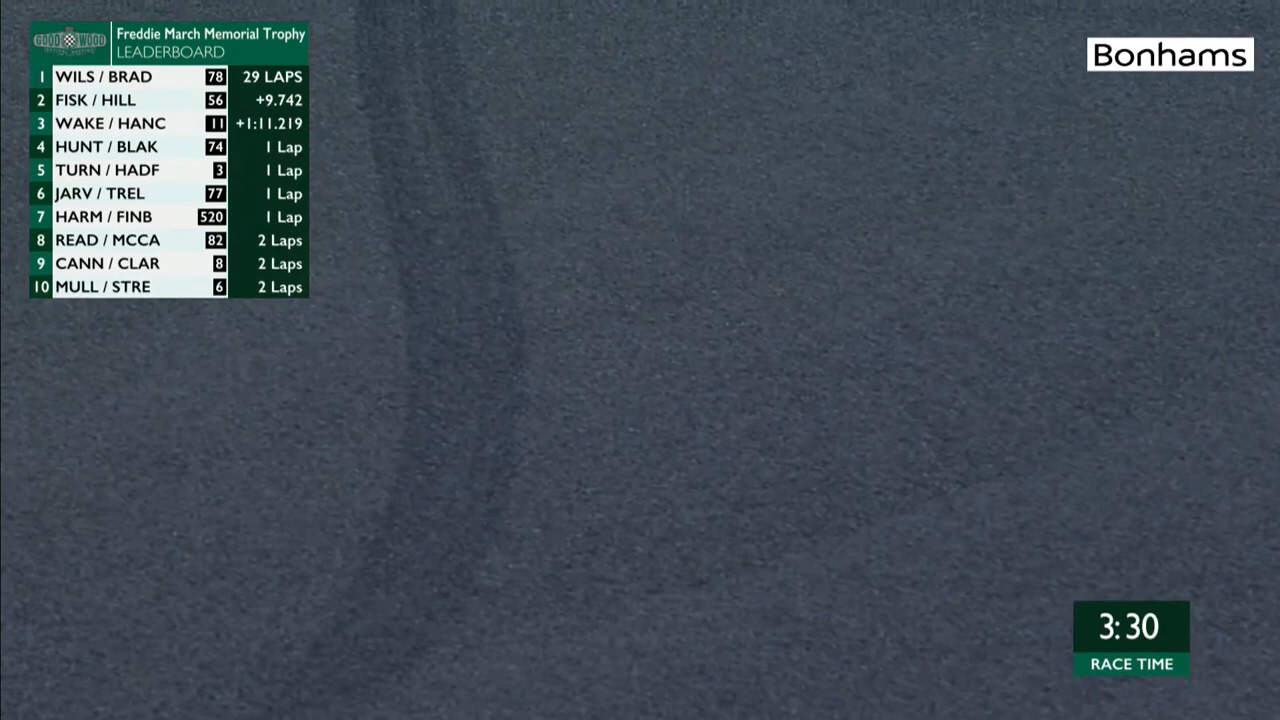 GOODWOOD
Freddie March Memorial Trophy
LEADERBOARD
1 WILS / BRAD 78 29 LAPS
2 FISK / HILL 56 +9.742
3 WAKE / HANC 11 +1:11.219
4 HUNT / BLAK 74 1 Lap
5 TURN / HADF 3 1 Lap
6 JARV / TREL 77 1 Lap
7 HARM / FINB 520 1 Lap
8 READ / MCCA 82 2 Laps
9 CANN / CLAR 8 2 Laps
10 MULL / STRE 6 2 Laps
Bonhams
3:30
RACE TIME